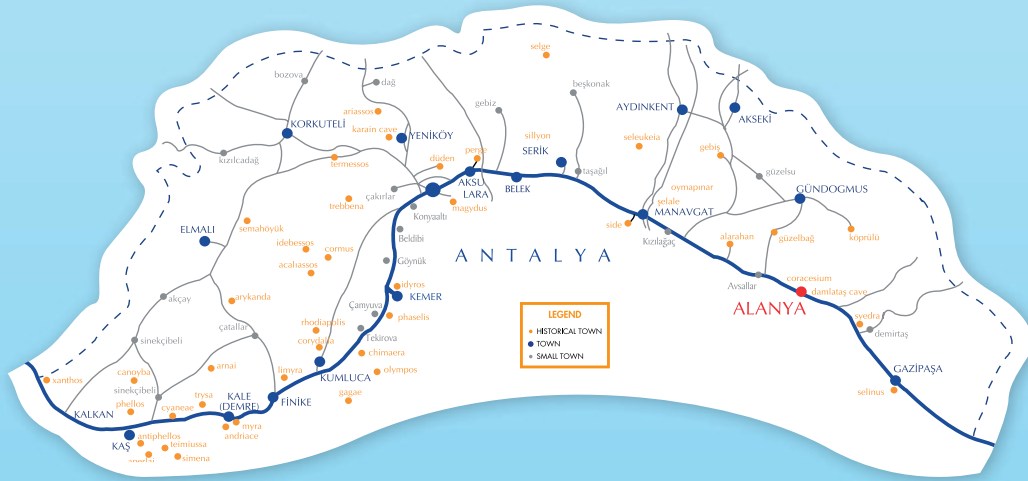 selge
bozova
dağ
beşkonak
gebiz
AYDINKENT
AKSEKİ
ariassos
KORKUTELİ
karain cave
YENİKÖY
sillyon
seleukeia
SERIK
perge
düden
termessos
kızılcadağ
gebiş
taşağıl
AKSU
LARA
BELEK
güzelsu
oymapınar
GÜNDOGMUS
çakırlar
trebbena
magydus
şelale
MANAVGAT
Konyaaltı
semahöyük
side
Kızılağaç
ELMALI
Beldibi
idebessos
cormus
alarahan
güzelbağ
köprülü
ANTALYA
Göynük
acalıassos
Avsallar
coracesium
idyros
KEMER
damlataş cave
akçay
arykanda
ALANYA
Çamyuva
phaselis
LEGEND
HISTORICAL TOWN
TOWN
SMALL TOWN
syedra
demirtaş
çatallar
rhodiapolis
corydalla
Tekirova
sinekçibeli
chimaera
KUMLUCA
olympos
limyra
arnai
GAZİPAŞA
selinus
xanthos
canoyba
sinekçibeli
trysa
gagae
KALE
(DEMRE)
FİNİKE
phellos
cyaneae
KALKAN
myra
andriace
KAŞ
antiphellos
teimiussa
simena